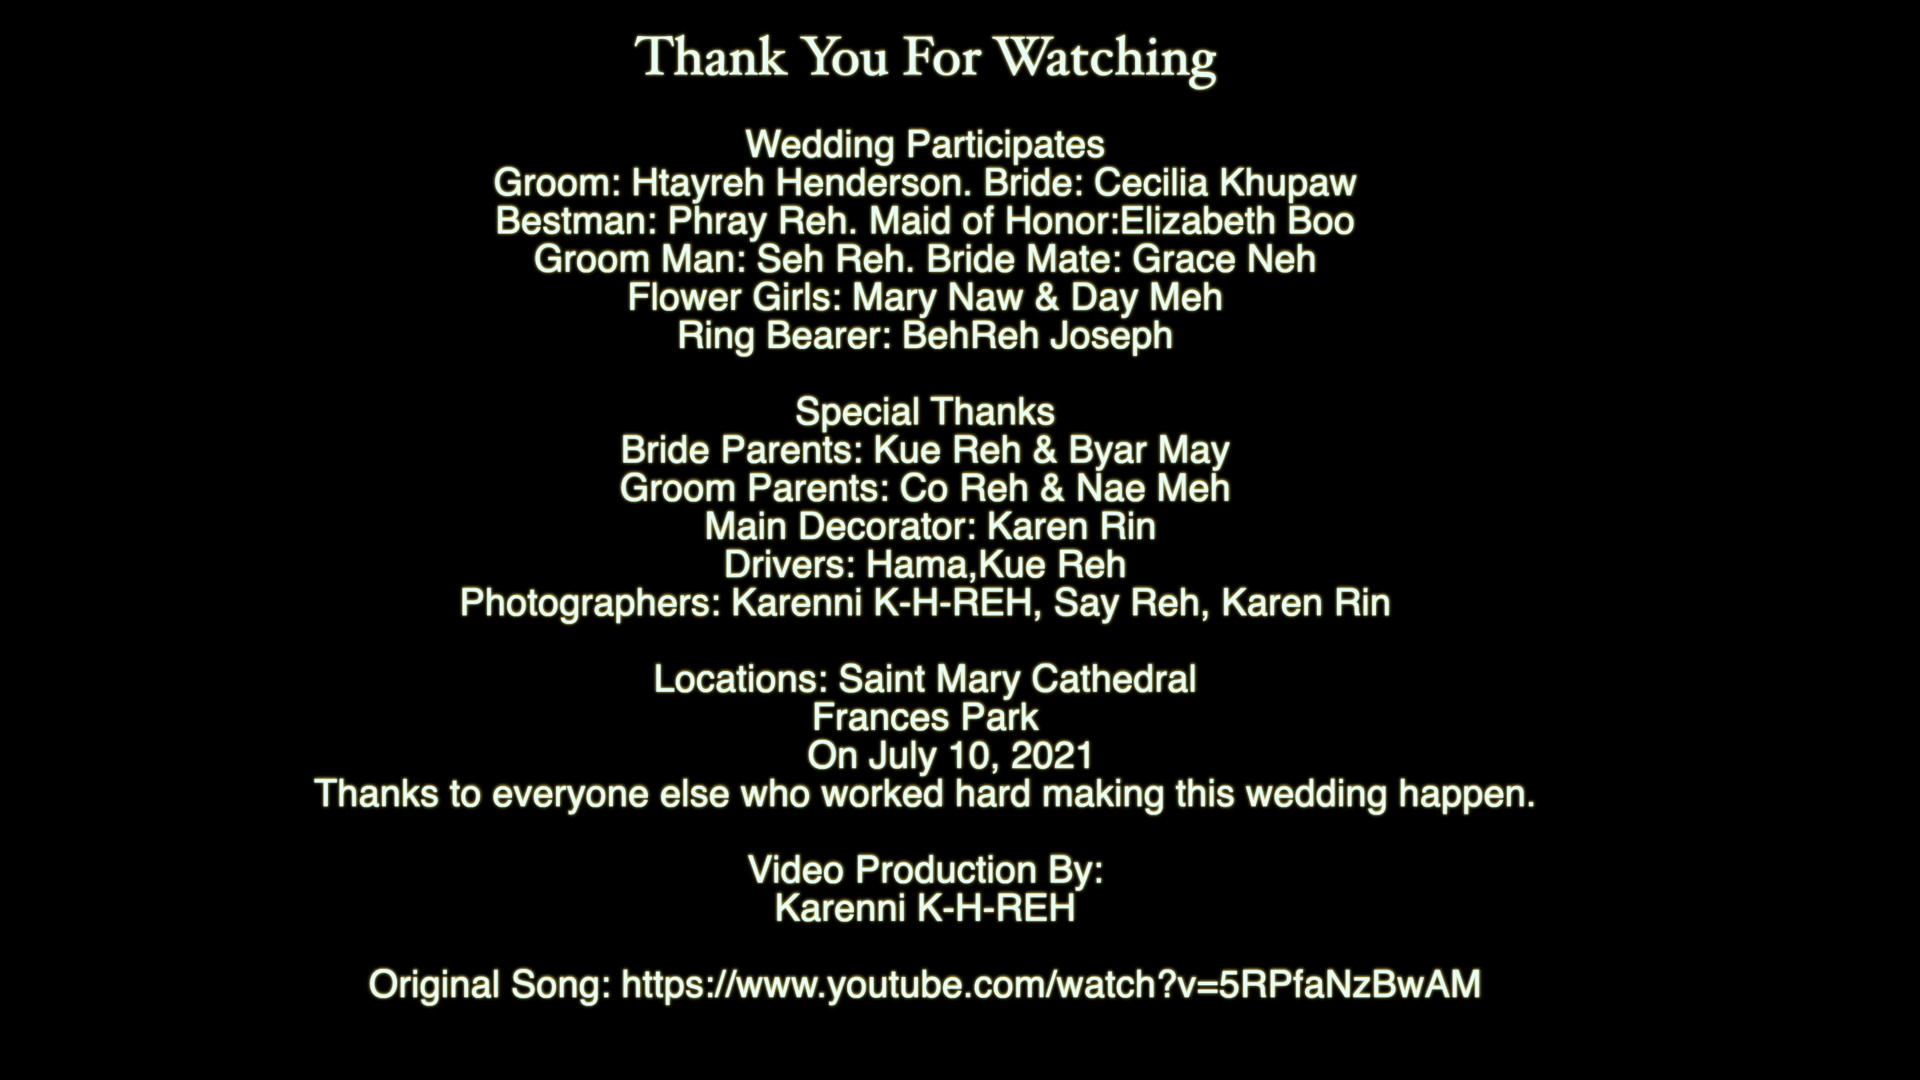 Thank You For Watching
Wedding Participates
Groom: Htayreh Henderson. Bride: Cecilia Khupaw
Bestman: Phray Reh. Maid of Honor:Elizabeth Boo
Groom Man: Seh Reh. Bride Mate: Grace Neh
Flower Girls: Mary Naw & Day Meh
Ring Bearer: BehReh Joseph
Special Thanks
Bride Parents: Kue Reh & Byar May
Groom Parents: Co Reh & Nae Meh
Main Decorator: Karen Rin
Drivers: Hama,Kue Reh
Photographers: Karenni K-H-REH, Say Reh, Karen Rin
Locations: Saint Mary Cathedral
Frances Park
On July 10, 2021
Thanks to everyone else who worked hard making this wedding happen.
Video Production By:
Karenni K-H-REH
Original Song: https://www.youtube.com/watch?v=5RPfaNzBwAM